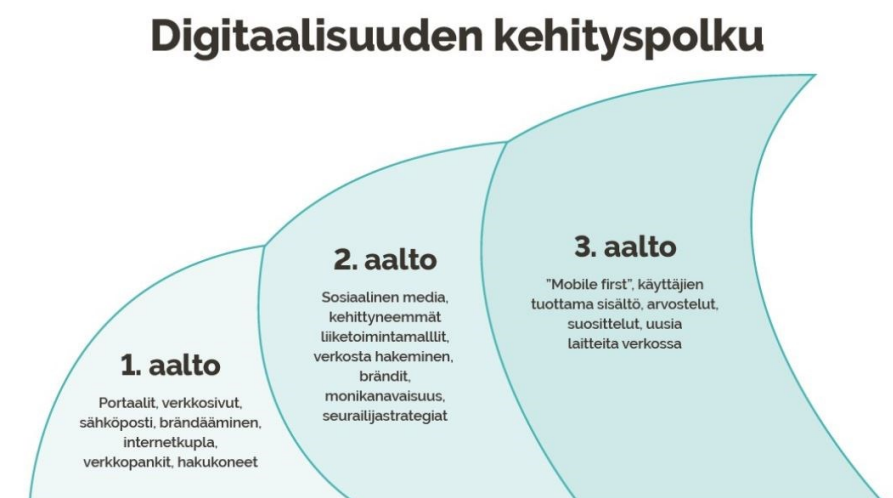 Digitaalisuuden kehityspolku
1. aalto
Portaalit, verkkosivut,
sähköposti, brändääminen,
internetkupla,
verkkopankit, hakukoneet
2. aalto
Sosiaalinen media,
kehittyneemmät
liiketoimintamalllit,
verkosta hakeminen,
brändit,
monikanavaisuus,
seurailijastrategiat
3. aalto
"Mobile first", käyttäjien
tuottama sisältö, arvostelut,
suosittelut, uusia
laitteita verkossa